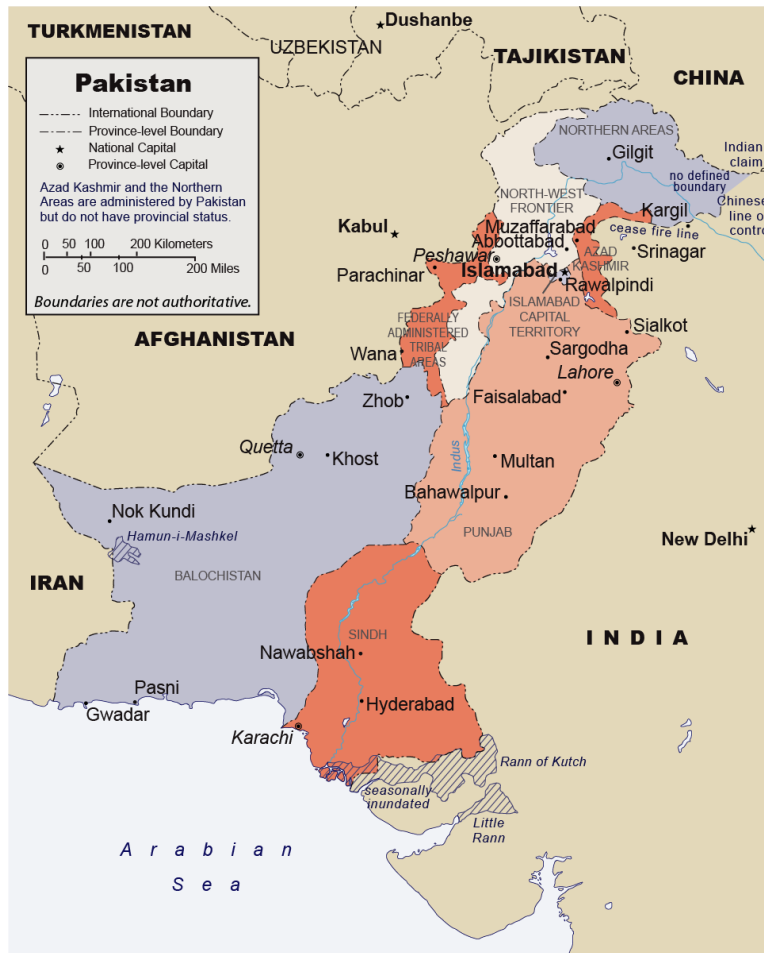 TURKMENISTAN
UZBEKISTAN
Dushanbe
TAJIKISTAN
CHINA
Pakistan
International Boundary
Province-level Boundary
National Capital
Province-level Capital
Azad Kashmir and the Northern
Areas are administered by Pakistan
but do not have provincial status.
0 50 100 200 Kilometers
0 50 100 200 Miles
Boundaries are not authoritative.
NORTHERN AREAS
Gilgit
Indian
claim
no defined
boundary
Chinese
line of
contro
NORTH-WEST-
FRONTIER
Kargil
cease fire line
Kabul
Muzaffarabad
Abbottabad
Srinagar
Peshawar
AZAD
KASHMIR
Islamabad
Parachinar
Rawalpindi
ISLAMABAD
CAPITAL
TERRITORY
FEDERALLY
ADMINISTERED
TRIBAL
AREAS
Sialkot
AFGHANISTAN
Wana
Sargodha
Lahore
Zhob
Faisalabad
Quetta
Khost
Indus
Multan
Bahawalpur
Nok Kundi
Hamun-i-Mashkel
PUNJAB
New Delhi
IRAN
BALOCHISTAN
SINDH
INDIA
Nawabshah
Pasni
Gwadar
Hyderabad
Karachi
Rann of Kutch
seasonally
inundated
Little
Rann
Arabian
Sea